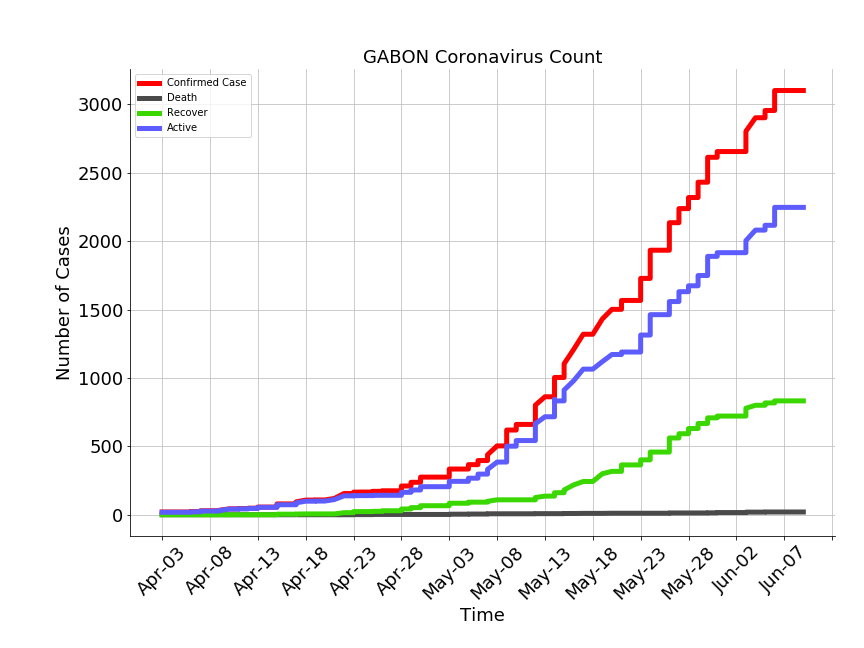 GABON Coronavirus Count
Confirmed Case
Death
Recover
Active
3000
2500
2000
1500
1000
500
0
Number of Cases
Apr-03
Apr-08
Apr-13
Apr-18
Apr-23
Apr-28
May-03
May-08
May-13
May-18
May-23
May-28
Jun-02
Jun-07
Time